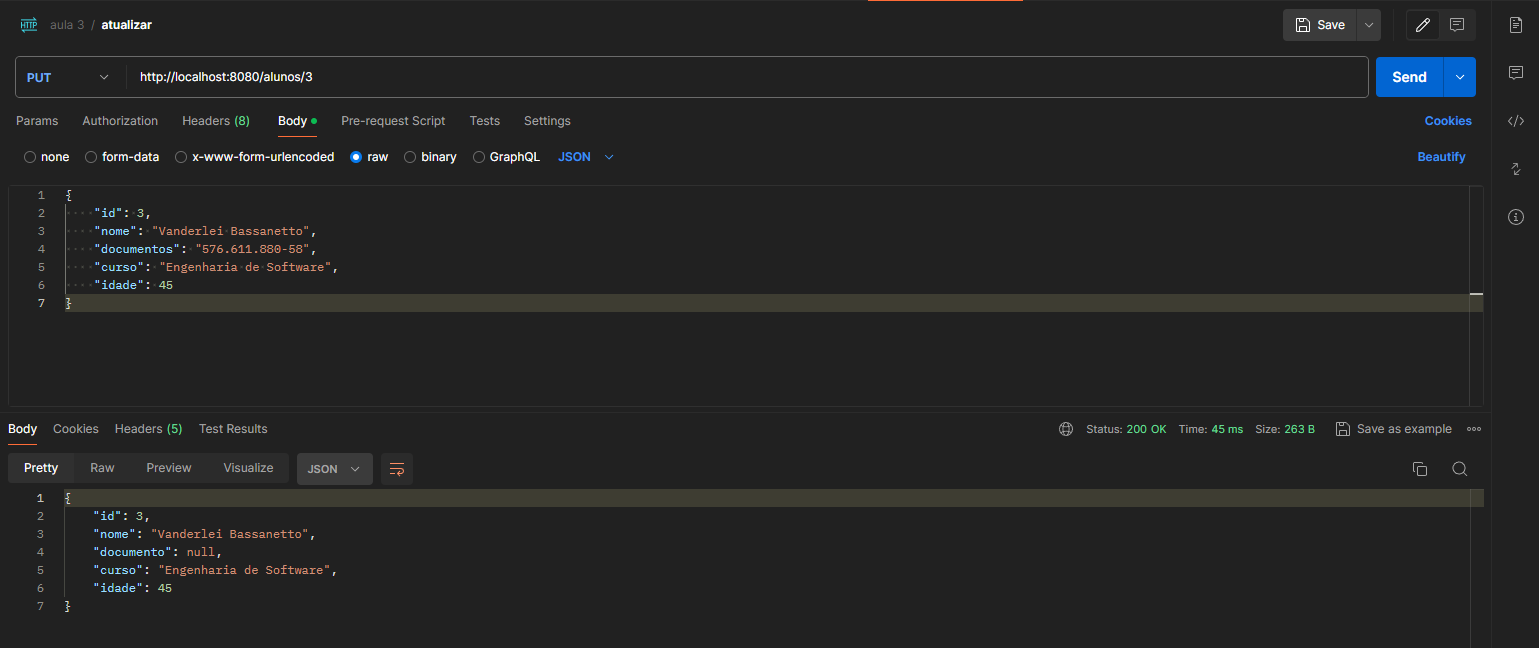 HTTP aula 3 / atualizar Save
PUT http://localhost:8080/alunos/3 Send
Params Authorization Headers (8) Body Pre-request Script Tests Settings Cookies
none form-data x-www-form-urlencoded raw binary GraphQL JSON Beautify
1 {
2 "id": 3,
3 "nome": "Vanderlei Bassanetto",
4 "documentos": "576.611.880-58",
5 "curso": "Engenharia de Software",
6 "idade": 45
7 }
Body Cookies Headers (5) Test Results Status: 200 OK Time: 45 ms Size: 263 B Save as example
Pretty Raw Preview Visualize JSON
1 {
2 "id": 3,
3 "nome": "Vanderlei Bassanetto",
4 "documento": null,
5 "curso": "Engenharia de Software",
6 "idade": 45
7 }